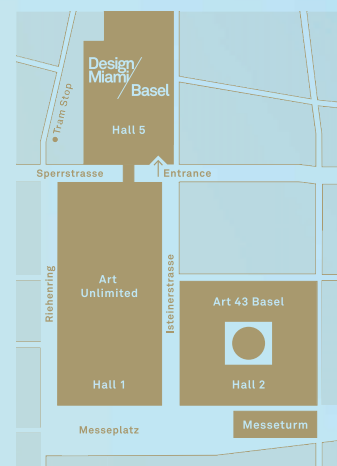 Design
Miami/
Basel
Tram Stop
Hall 5
Sperrstrasse
Entrance
Riehenring
Isteinerstrasse
Art
Unlimited
Art 43 Basel
Hall 1
Hall 2
Messeplatz
Messeturm